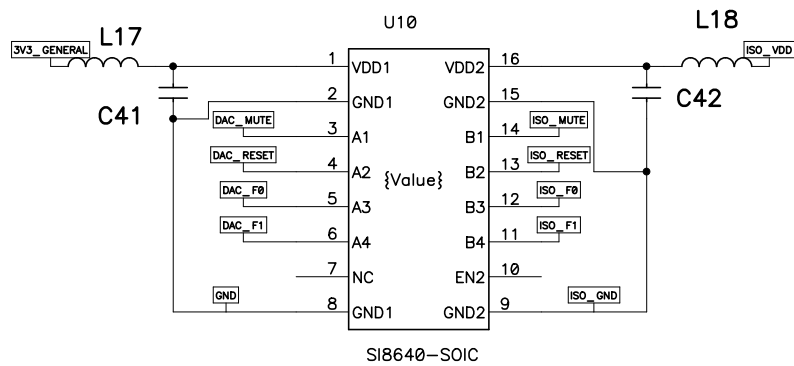 U10
L17
L18
3V3_GENERAL
ISO_VDD
1
VDD1
VDD2
16
2
GND1
GND2
15
C41
C42
DAC_MUTE
3
A1
B1
14
ISO_MUTE
DAC_RESET
4
A2
B2
13
ISO_RESET
{Value}
DAC_F0
5
A3
B3
12
ISO_F0
DAC_F1
6
A4
B4
11
ISO_F1
7
NC
EN2
10
GND
8
GND1
GND2
9
ISO_GND
SI8640-SOIC